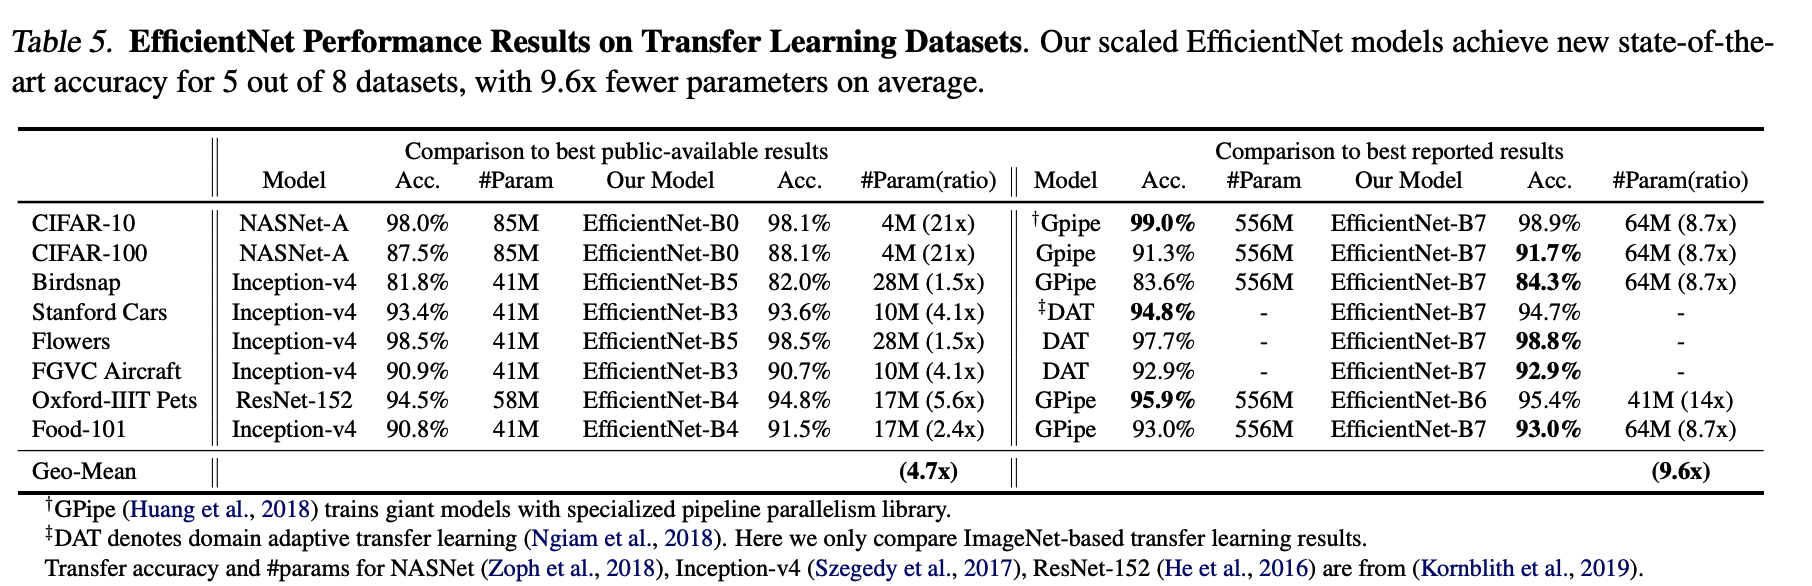 Table 5. EfficientNet Performance Results on Transfer Learning Datasets. Our scaled EfficientNet models achieve new state-of-the-
art accuracy for 5 out of 8 datasets, with 9.6x fewer parameters on average.
Comparison to best public-available results Comparison to best reported results
Model Acc. #Param Our Model Acc. #Param(ratio) Model Acc. #Param Our Model Acc. #Param(ratio)
CIFAR-10 NASNet-A 98.0% 85M EfficientNet-B0 98.1% 4M (21x) †Gpipe 99.0% 556M EfficientNet-B7 98.9% 64M (8.7x)
CIFAR-100 NASNet-A 87.5% 85M EfficientNet-B0 88.1% 4M (21x) Gpipe 91.3% 556M EfficientNet-B7 91.7% 64M (8.7x)
Birdsnap Inception-v4 81.8% 41M EfficientNet-B5 82.0% 28M (1.5x) GPipe 83.6% 556M EfficientNet-B7 84.3% 64M (8.7x)
Stanford Cars Inception-v4 93.4% 41M EfficientNet-B3 93.6% 10M (4.1x) ‡DAT 94.8% - EfficientNet-B7 94.7% -
Flowers Inception-v4 98.5% 41M EfficientNet-B5 98.5% 28M (1.5x) DAT 97.7% - EfficientNet-B7 98.8% -
FGVC Aircraft Inception-v4 90.9% 41M EfficientNet-B3 90.7% 10M (4.1x) DAT 92.9% - EfficientNet-B7 92.9% -
Oxford-IIIT Pets ResNet-152 94.5% 58M EfficientNet-B4 94.8% 17M (5.6x) GPipe 95.9% 556M EfficientNet-B6 95.4% 41M (14x)
Food-101 Inception-v4 90.8% 41M EfficientNet-B4 91.5% 17M (2.4x) GPipe 93.0% 556M EfficientNet-B7 93.0% 64M (8.7x)
Geo-Mean (4.7x) (9.6x)
†GPipe (Huang et al., 2018) trains giant models with specialized pipeline parallelism library.
‡DAT denotes domain adaptive transfer learning (Ngiam et al., 2018). Here we only compare ImageNet-based transfer learning results.
Transfer accuracy and #params for NASNet (Zoph et al., 2018), Inception-v4 (Szegedy et al., 2017), ResNet-152 (He et al., 2016) are from (Kornblith et al., 2019).